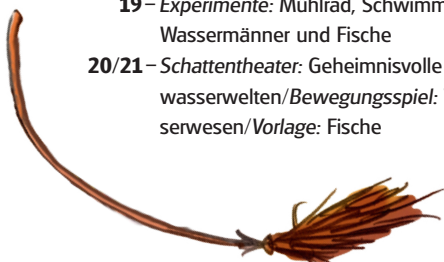 19 – Experimente: Mühlrad, Schwimm
Wassermänner und Fische
20/21 – Schattentheater: Geheimnisvolle
wasserwelten/Bewegungsspiel:
serwesen/Vorlage: Fische